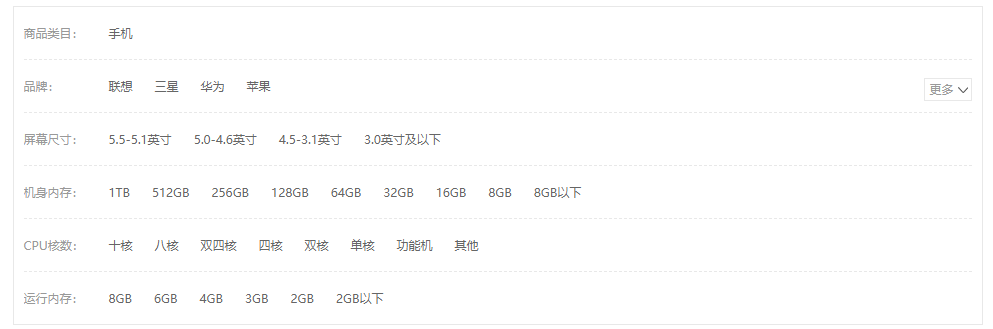 商品类目： 手机
品牌： 联想 三星 华为 苹果 更多
屏幕尺寸： 5.5-5.1英寸 5.0-4.6英寸 4.5-3.1英寸 3.0英寸及以下
机身内存： 1TB 512GB 256GB 128GB 64GB 32GB 16GB 8GB 8GB以下
CPU核数： 十核 八核 双四核 四核 双核 单核 功能机 其他
运行内存： 8GB 6GB 4GB 3GB 2GB 2GB以下